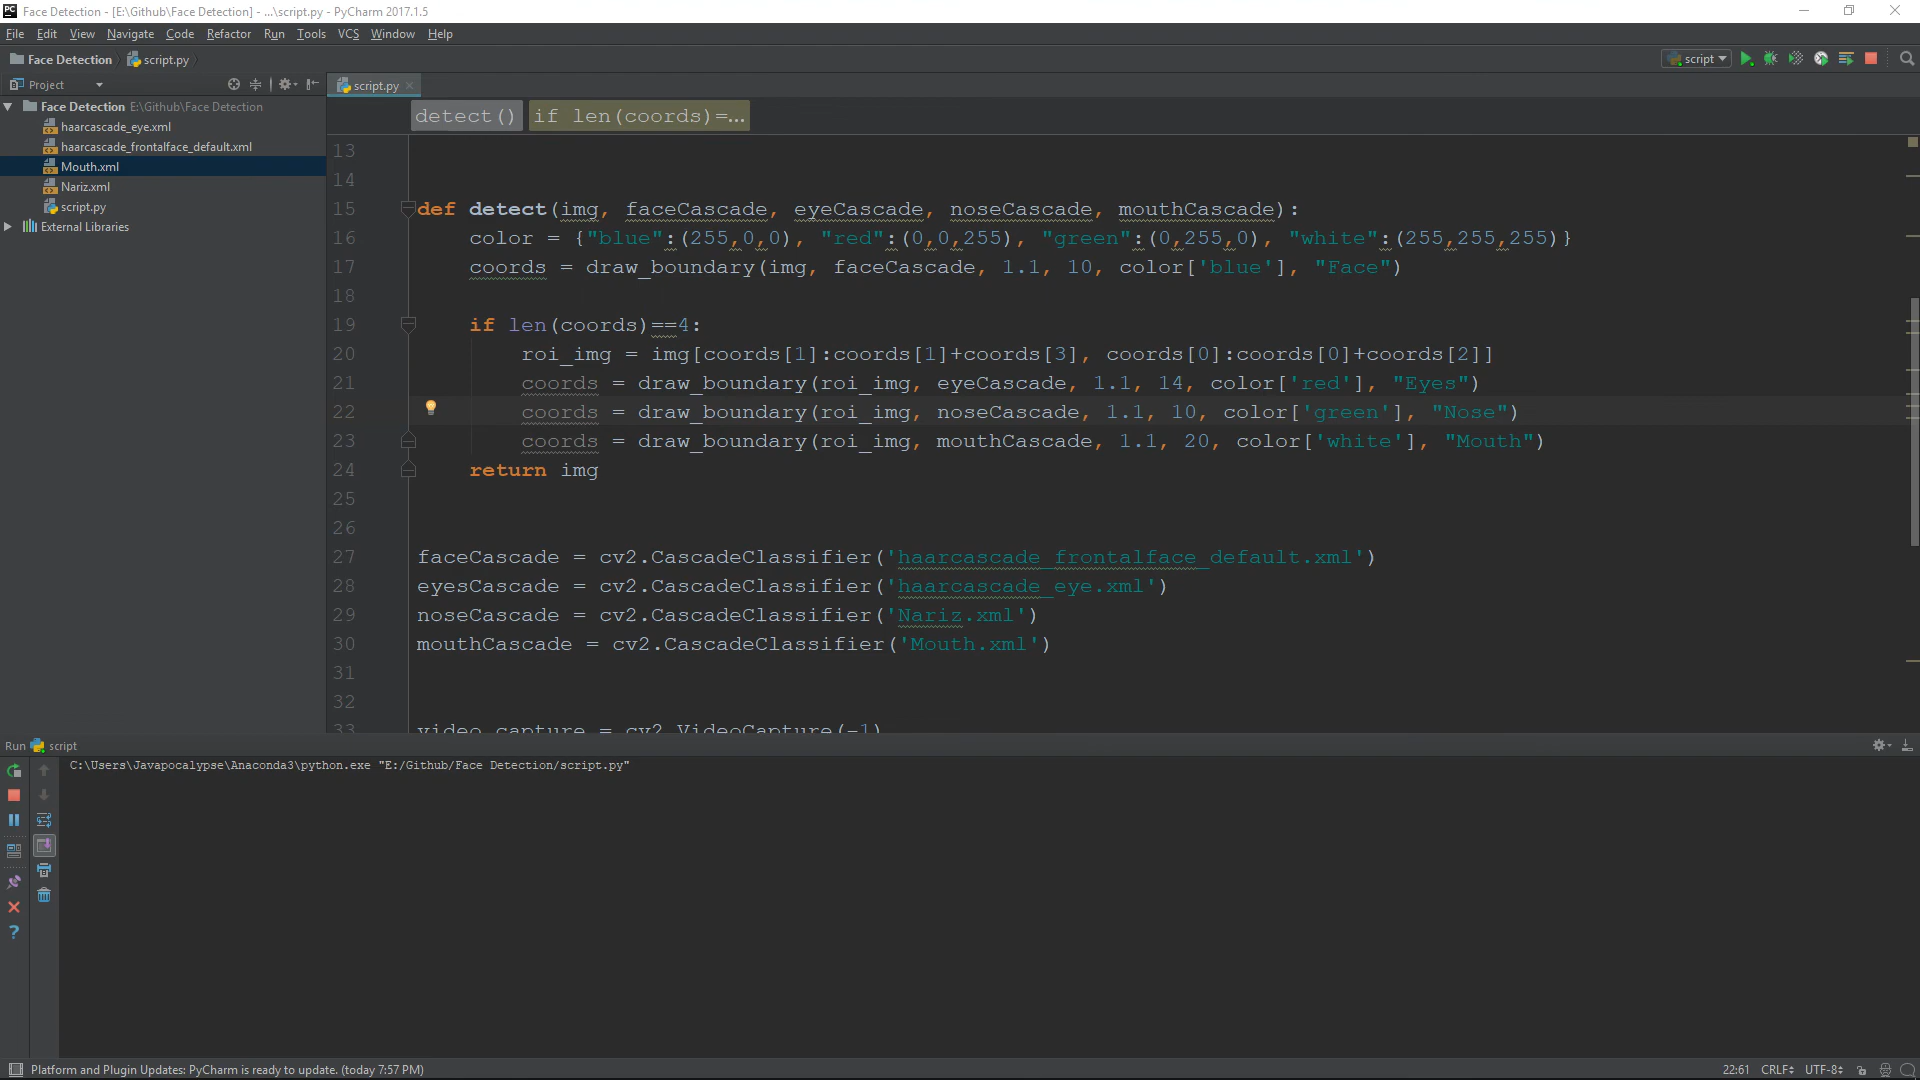 Face Detection - [E:\Github\Face Detection] - ...\script.py - PyCharm 2017.1.5
File Edit View Navigate Code Refactor Run Tools VCS Window Help
Face Detection script.py script
Project script.py
detect() if len(coords)=...
Face Detection E:\Github\Face Detection
haarcascade_eye.xml
haarcascade_frontalface_default.xml
Mouth.xml
Nariz.xml
script.py
External Libraries
13
14
15 def detect(img, faceCascade, eyeCascade, noseCascade, mouthCascade):
16 color = {"blue":(255,0,0), "red":(0,0,255), "green":(0,255,0), "white":(255,255,255)}
17 coords = draw_boundary(img, faceCascade, 1.1, 10, color['blue'], "Face")
18
19 if len(coords)==4:
20 roi_img = img[coords[1]:coords[1]+coords[3], coords[0]:coords[0]+coords[2]]
21 coords = draw_boundary(roi_img, eyeCascade, 1.1, 14, color['red'], "Eyes")
22 coords = draw_boundary(roi_img, noseCascade, 1.1, 10, color['green'], "Nose")
23 coords = draw_boundary(roi_img, mouthCascade, 1.1, 20, color['white'], "Mouth")
24 return img
25
26
27 faceCascade = cv2.CascadeClassifier('haarcascade_frontalface_default.xml')
28 eyesCascade = cv2.CascadeClassifier('haarcascade_eye.xml')
29 noseCascade = cv2.CascadeClassifier('Nariz.xml')
30 mouthCascade = cv2.CascadeClassifier('Mouth.xml')
31
32
33 video_capture = cv2.VideoCapture(-1)
Run script
C:\Users\Javapocalypse\Anaconda3\python.exe "E:/Github/Face Detection/script.py"
Platform and Plugin Updates: PyCharm is ready to update. (today 7:57 PM) 22:61 CRLF UTF-8